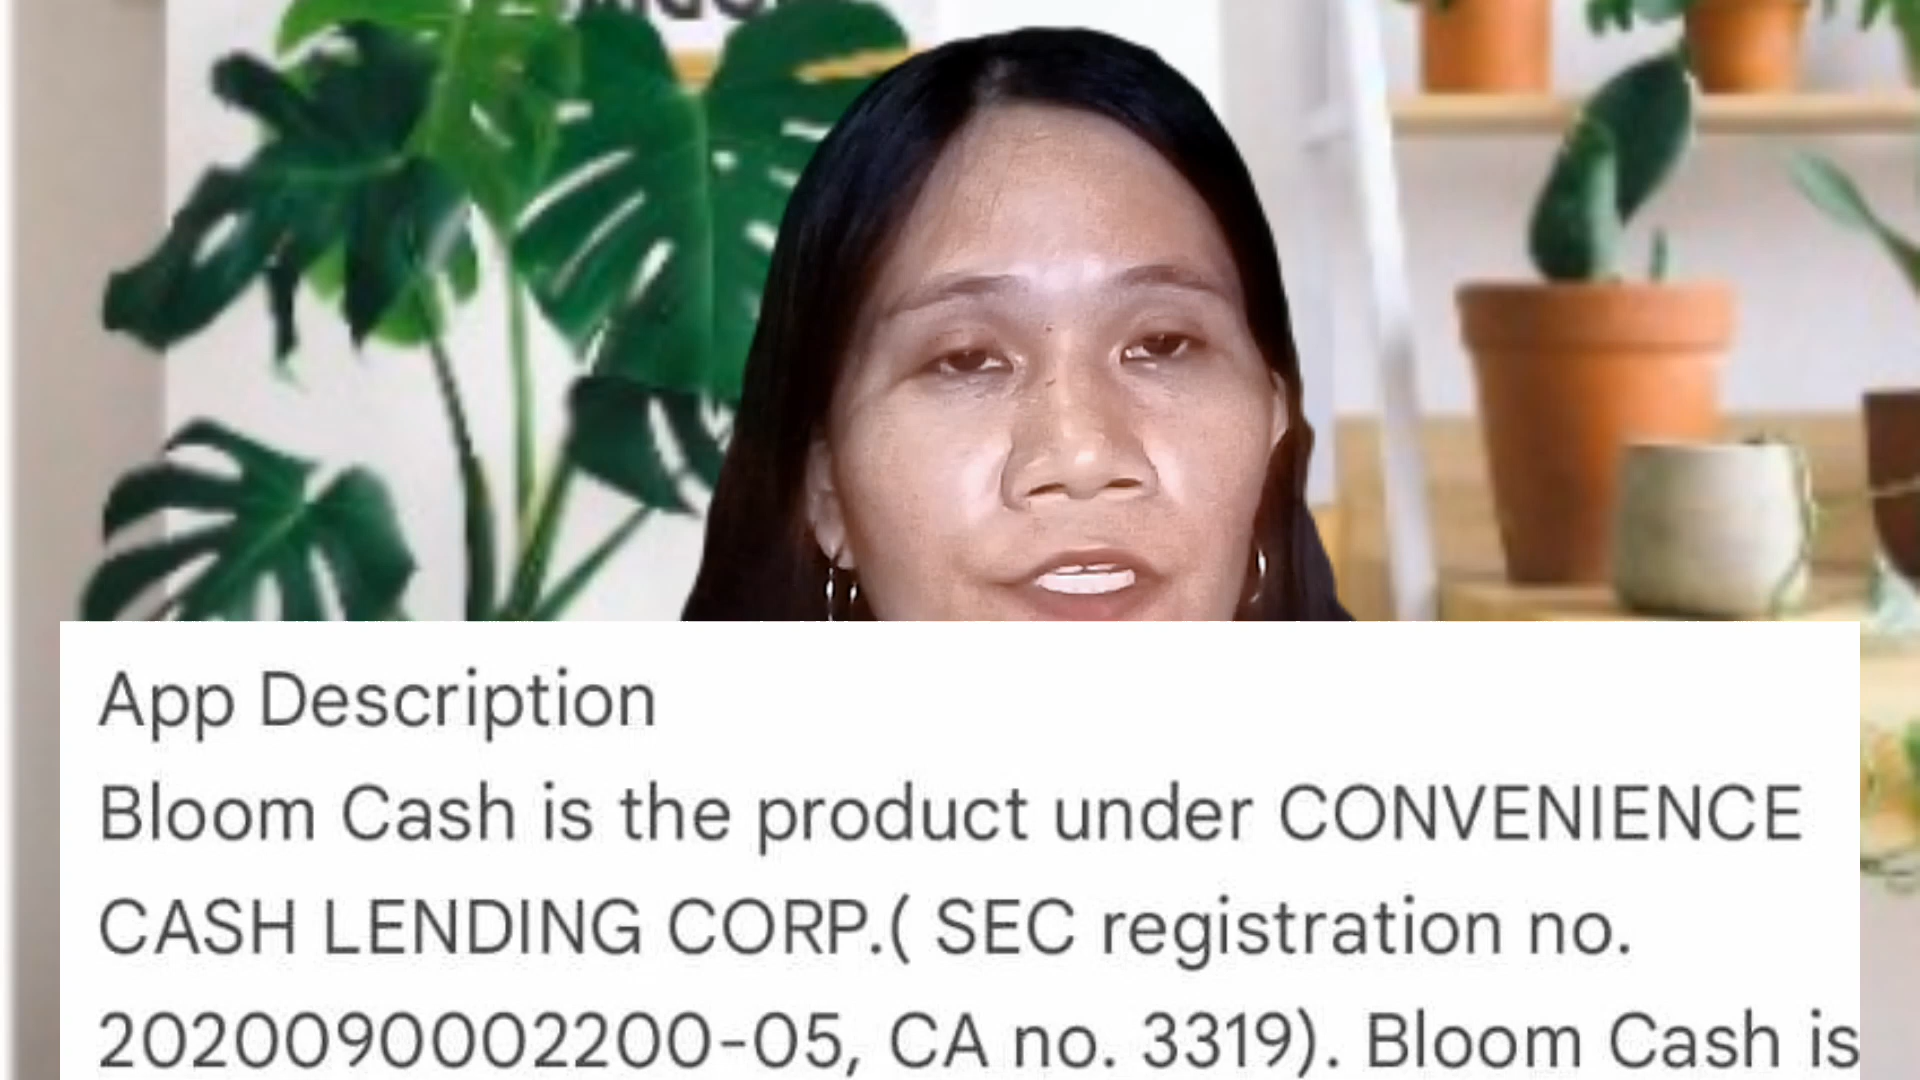 App Description
Bloom Cash is the product under CONVENIENCE
CASH LENDING CORP.( SEC registration no.
2020090002200-05, CA no. 3319). Bloom Cash is